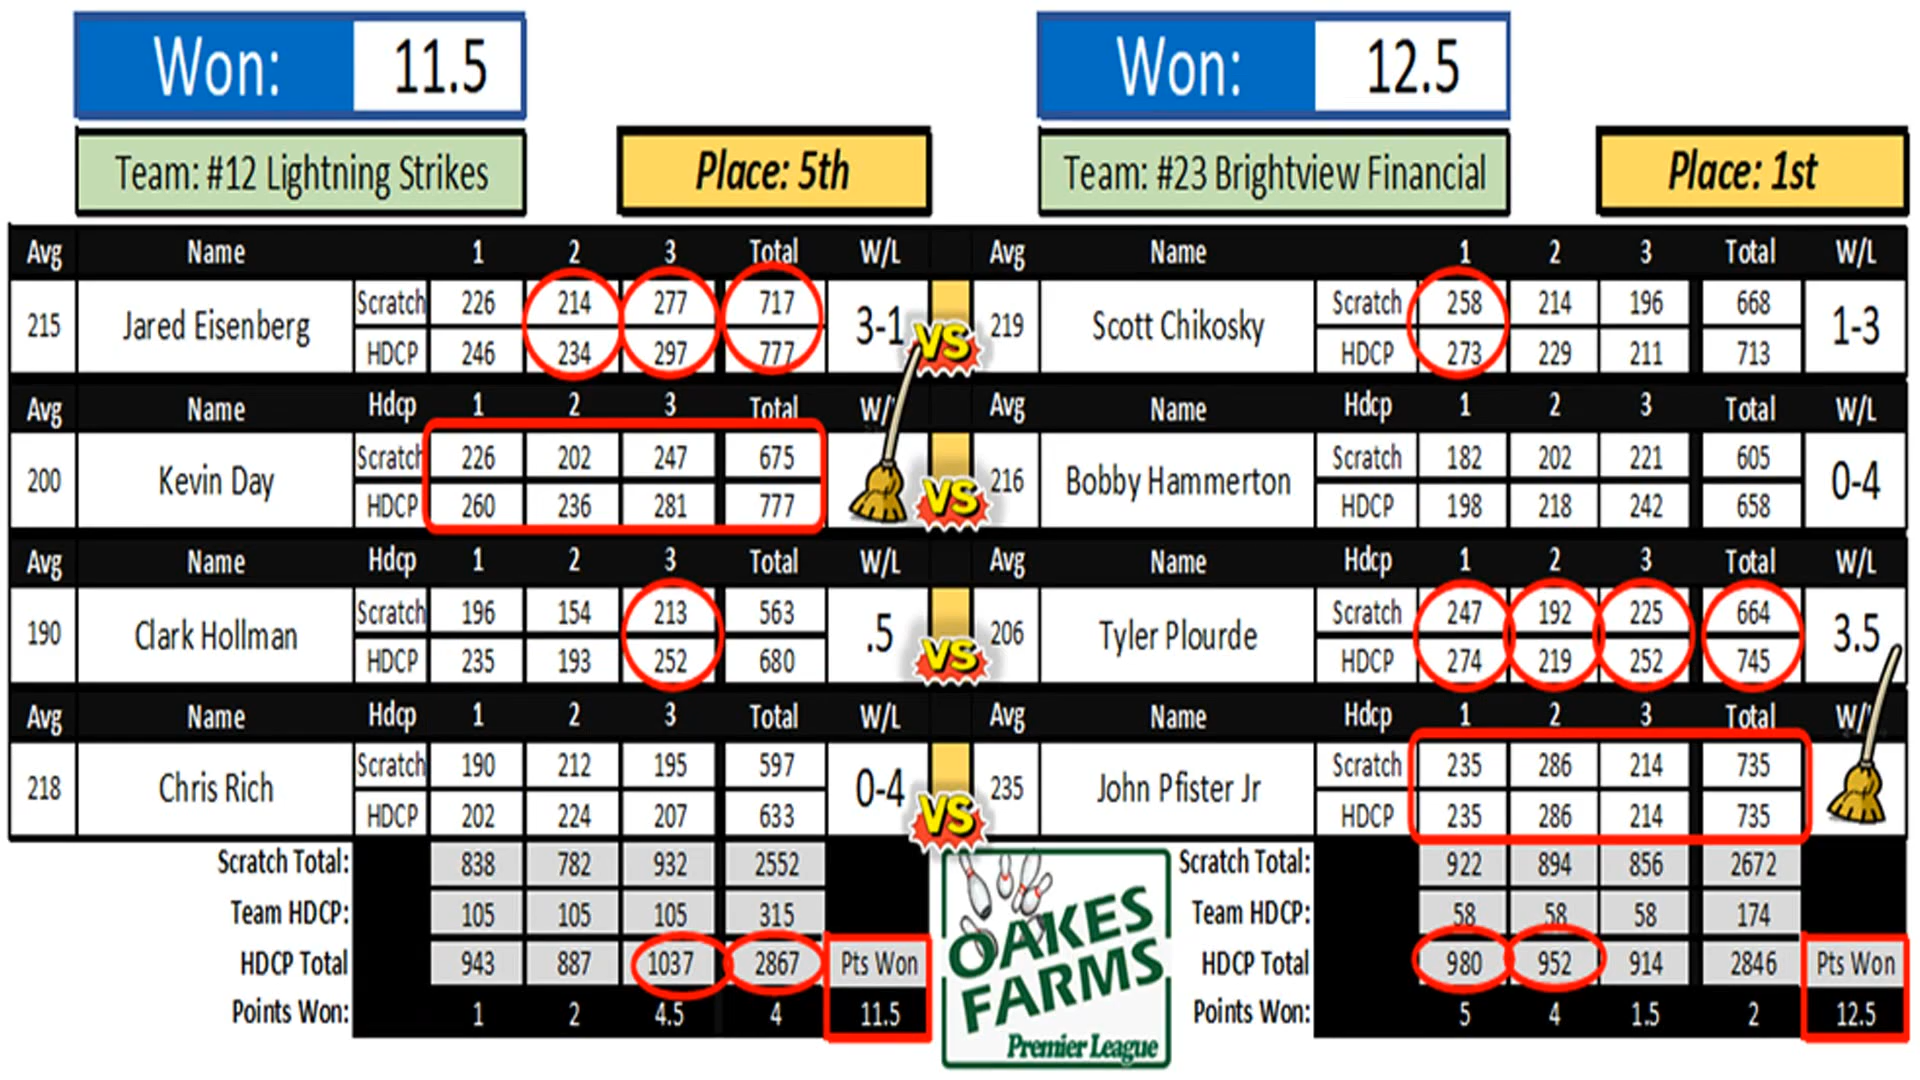 Won: 11.5 Won: 12.5
Team: #12 Lightning Strikes Place: 5th Team: #23 Brightview Financial Place: 1st
Avg Name 1 2 3 Total W/L Avg Name 1 2 3 Total W/L
215 Jared Eisenberg Scratch 226 214 277 717 3-1 VS 219 Scott Chikosky Scratch 258 214 196 668 1-3
HDCP 246 234 297 777 HDCP 273 229 211 713
Avg Name Hdcp 1 2 3 Total W/ Avg Name Hdcp 1 2 3 Total W/L
200 Kevin Day Scratch 226 202 247 675 VS 216 Bobby Hammerton Scratch 182 202 221 605 0-4
HDCP 260 236 281 777 HDCP 198 218 242 658
Avg Name Hdcp 1 2 3 Total W/L Avg Name Hdcp 1 2 3 Total W/L
190 Clark Hollman Scratch 196 154 213 563 .5 VS 206 Tyler Plourde Scratch 247 192 225 664 3.5
HDCP 235 193 252 680 HDCP 274 219 252 745
Avg Name Hdcp 1 2 3 Total W/L Avg Name Hdcp 1 2 3 Total W/L
218 Chris Rich Scratch 190 212 195 597 0-4 VS 235 John Pfister Jr Scratch 235 286 214 735
HDCP 202 224 207 633 HDCP 235 286 214 735
Scratch Total: 838 782 932 2552 Scratch Total: 922 894 856 2672
Team HDCP: 105 105 105 315 Team HDCP: 58 58 58 174
HDCP Total 943 887 1037 2867 Pts Won HDCP Total 980 952 914 2846 Pts Won
Points Won: 1 2 4.5 4 11.5 Points Won: 5 4 1.5 2 12.5
OAKES
FARMS
Premier League